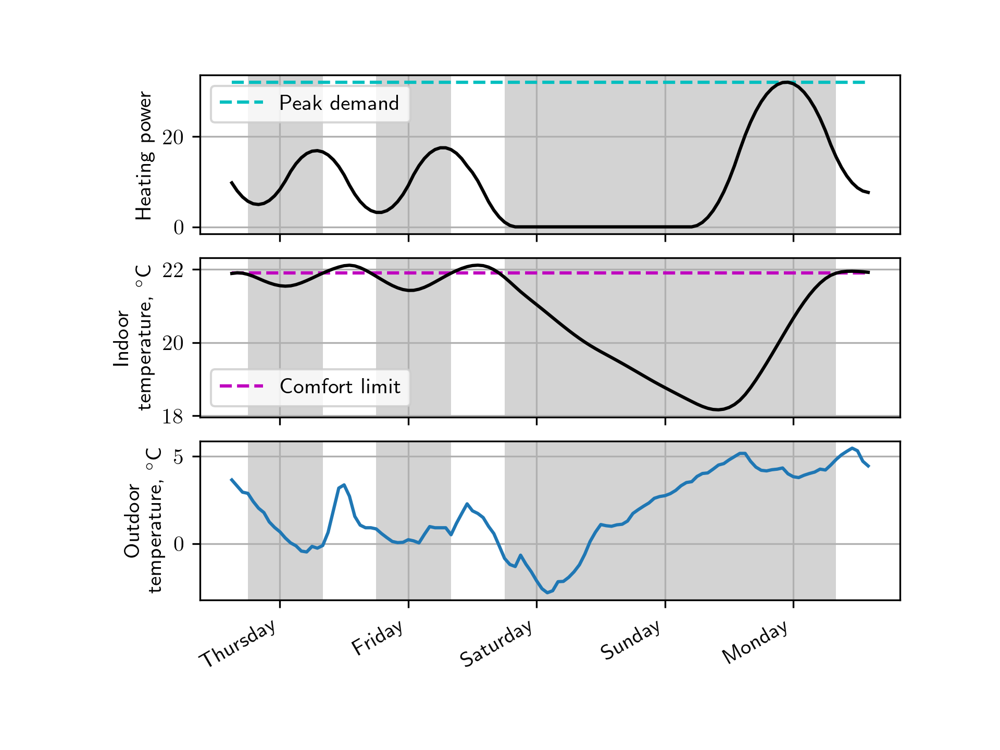 Heating power
20
0
Peak demand
Indoor
temperature, °C
22
20
18
Comfort limit
Outdoor
temperature, °C
5
0
Thursday
Friday
Saturday
Sunday
Monday